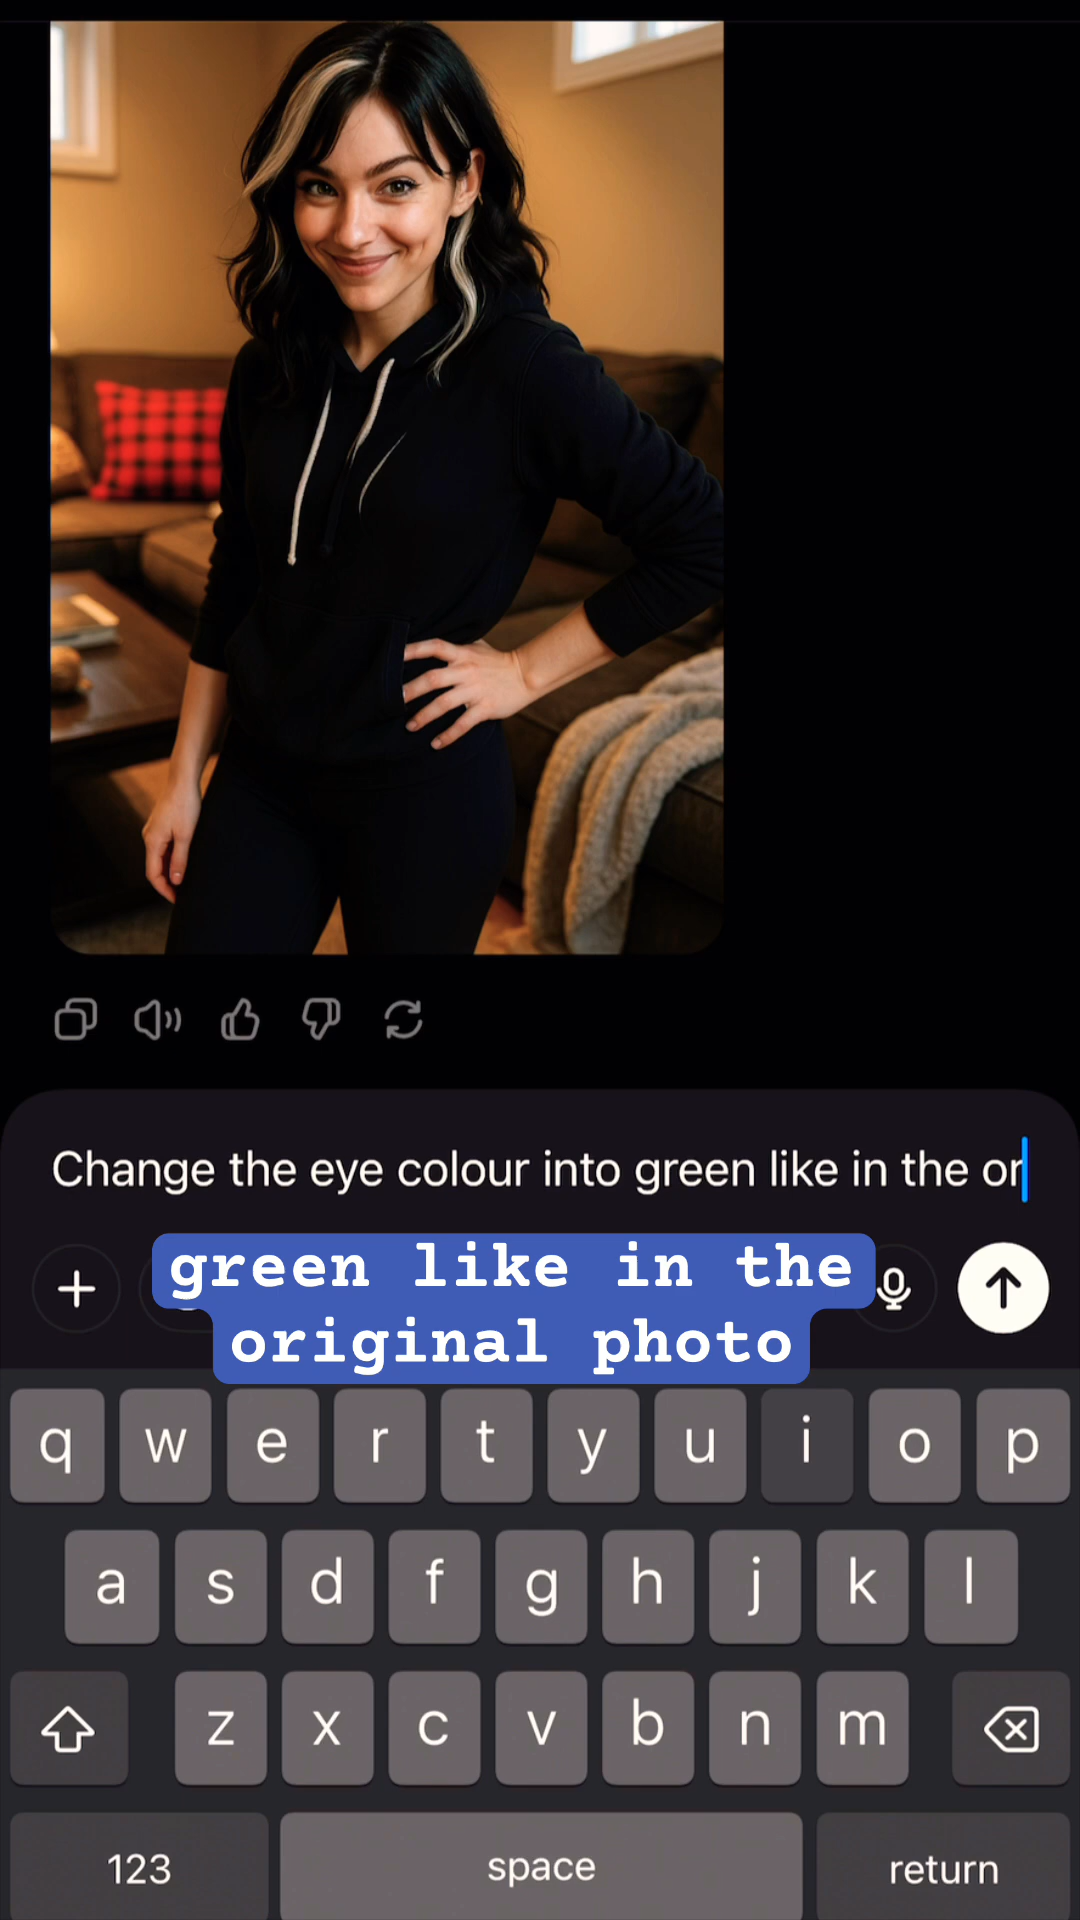 Change the eye colour into green like in the or
green like in the
original photo
q w e r t y u i o p
a s d f g h j k l
z x c v b n m
123 space return